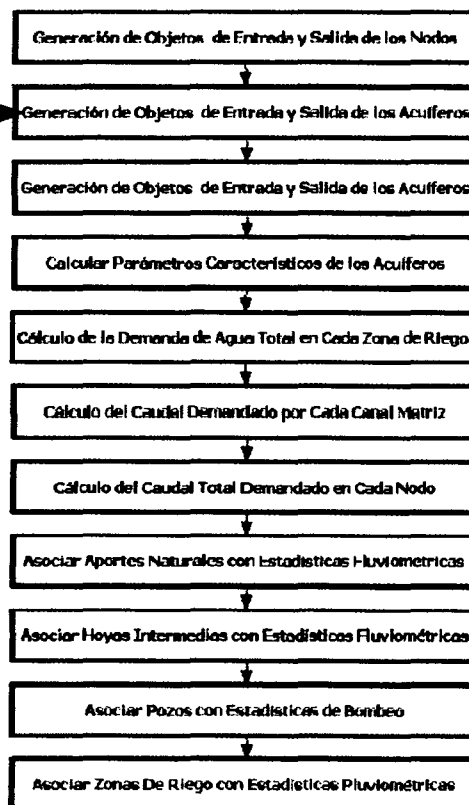 Generación de Objetos de Entrada y Salida de los Nodos
Generación de Objetos de Entrada y Salida de los Acuíferos
Generación de Objetos de Entrada y Salida de los Acuíferos
Calcular Parámetros Característicos de los Acuíferos
Cálculo de la Demanda de Agua Total en Cada Zona de Riego
Cálculo del Caudal Demandado por Cada Canal Matriz
Cálculo del Caudal Total Demandado en Cada Nodo
Asociar Aportes Naturales con Estadísticas Fluviométricas
Asociar Hoyas Intermedias con Estadísticas Fluviométricas
Asociar Pozos con Estadísticas de Bombeo
Asociar Zonas De Riego con Estadísticas Pluviométricas